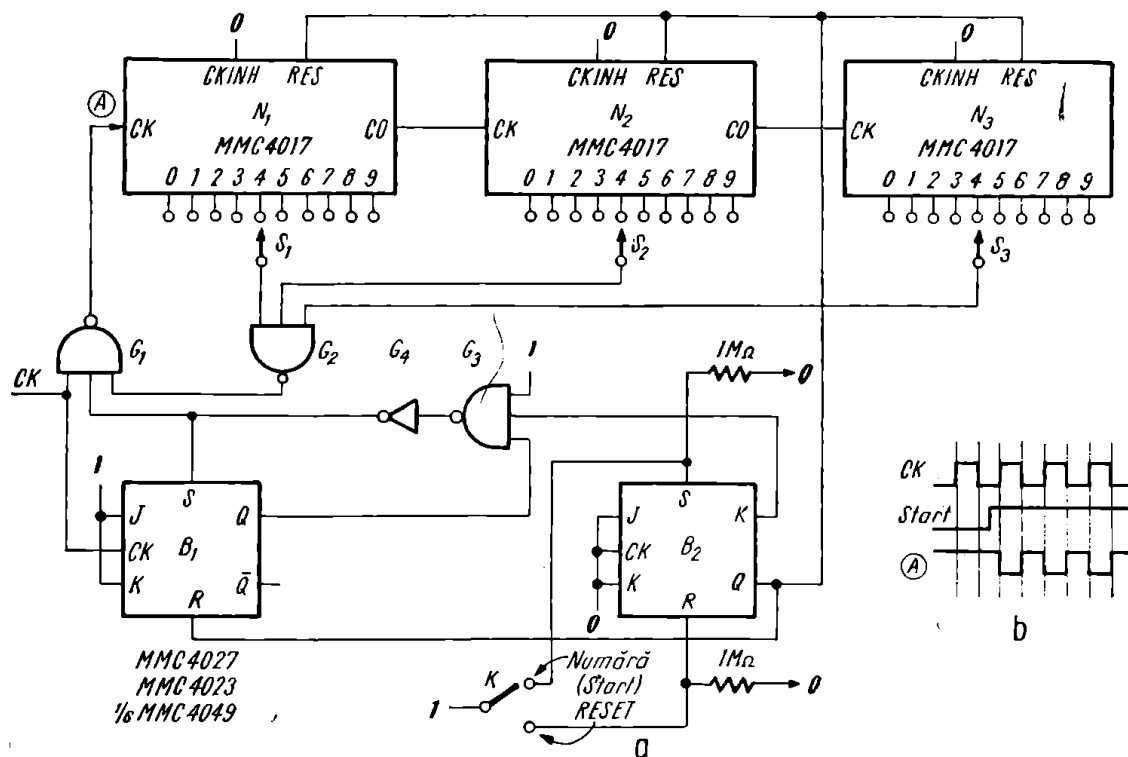 0 0 0
CKINH RES CKINH RES CKINH RES
A
CK N1 CO CK N2 CO CK N3
MMC4017 MMC4017 MMC4017
0 1 2 3 4 5 6 7 8 9
0 1 2 3 4 5 6 7 8 9
0 1 2 3 4 5 6 7 8 9
S1 S2 S3
G1 G2 G4 G3 1
1MΩ 0
CK
1
S Q
J
CK B1
K Q̄
R
S K
J
CK B2
K Q
R
0
MMC4027
MMC4023
1/6 MMC4049
K Numără
(Start)
1 RESET
1MΩ 0
a
CK
Start
A
b